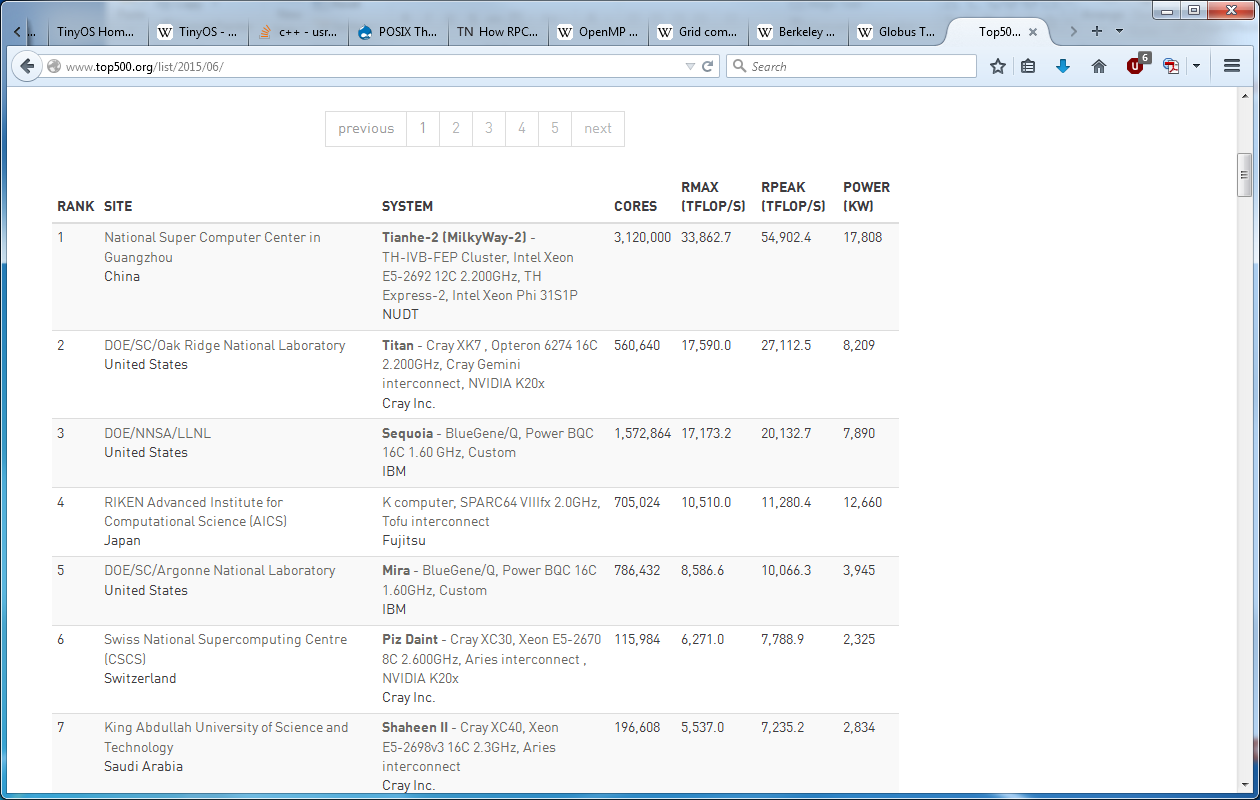 ... TinyOS Hom... TinyOS - ... c++ - usr... POSIX Th... TN How RPC... OpenMP ... Grid com... Berkeley ... Globus T... Top50...
www.top500.org/list/2015/06/ Search 6
previous 1 2 3 4 5 next
RMAX RPEAK POWER
RANK SITE SYSTEM CORES (TFLOP/S) (TFLOP/S) (KW)
1 National Super Computer Center in Tianhe-2 (MilkyWay-2) - 3,120,000 33,862.7 54,902.4 17,808
Guangzhou TH-IVB-FEP Cluster, Intel Xeon
China E5-2692 12C 2.200GHz, TH
Express-2, Intel Xeon Phi 31S1P
NUDT
2 DOE/SC/Oak Ridge National Laboratory Titan - Cray XK7 , Opteron 6274 16C 560,640 17,590.0 27,112.5 8,209
United States 2.200GHz, Cray Gemini
interconnect, NVIDIA K20x
Cray Inc.
3 DOE/NNSA/LLNL Sequoia - BlueGene/Q, Power BQC 1,572,864 17,173.2 20,132.7 7,890
United States 16C 1.60 GHz, Custom
IBM
4 RIKEN Advanced Institute for K computer, SPARC64 VIIIfx 2.0GHz, 705,024 10,510.0 11,280.4 12,660
Computational Science (AICS) Tofu interconnect
Japan Fujitsu
5 DOE/SC/Argonne National Laboratory Mira - BlueGene/Q, Power BQC 16C 786,432 8,586.6 10,066.3 3,945
United States 1.60GHz, Custom
IBM
6 Swiss National Supercomputing Centre Piz Daint - Cray XC30, Xeon E5-2670 115,984 6,271.0 7,788.9 2,325
(CSCS) 8C 2.600GHz, Aries interconnect ,
Switzerland NVIDIA K20x
Cray Inc.
7 King Abdullah University of Science and Shaheen II - Cray XC40, Xeon 196,608 5,537.0 7,235.2 2,834
Technology E5-2698v3 16C 2.3GHz, Aries
Saudi Arabia interconnect
Cray Inc.